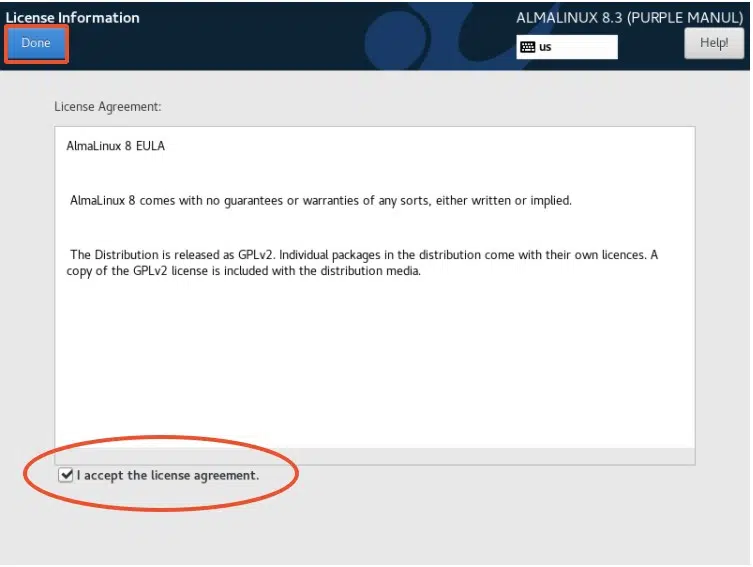 License Information
ALMALINUX 8.3 (PURPLE MANUL)
Done
us
Help!
License Agreement:
AlmaLinux 8 EULA
AlmaLinux 8 comes with no guarantees or warranties of any sorts, either written or implied.
The Distribution is released as GPLv2. Individual packages in the distribution come with their own licences. A
copy of the GPLv2 license is included with the distribution media.
I accept the license agreement.